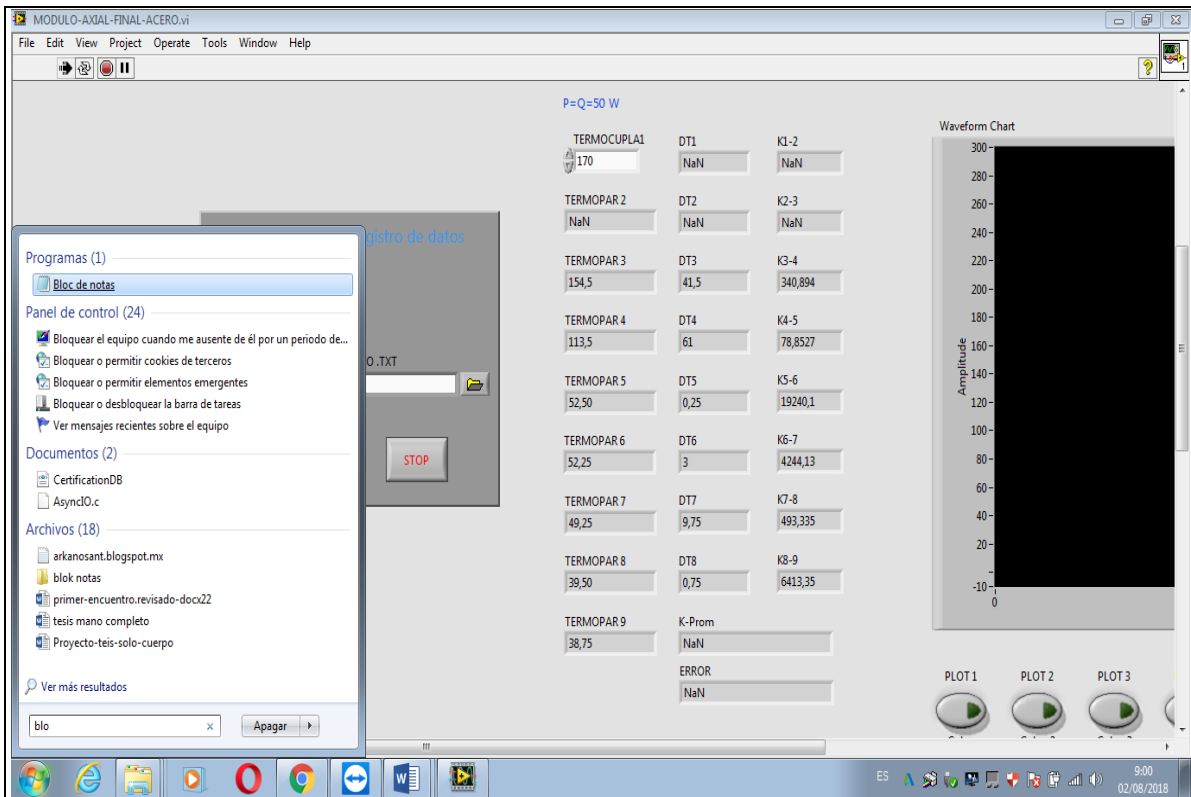 MODULO-AXIAL-FINAL-ACERO.vi
File Edit View Project Operate Tools Window Help
P=Q=50 W
TERMOCUPLA1 DT1 K1-2
170 NaN NaN
TERMOPAR 2 DT2 K2-3
NaN NaN NaN
TERMOPAR 3 DT3 K3-4
154,5 41,5 340,894
TERMOPAR 4 DT4 K4-5
113,5 61 78,8527
TERMOPAR 5 DT5 K5-6
52,50 0,25 19240,1
TERMOPAR 6 DT6 K6-7
52,25 3 4244,13
TERMOPAR 7 DT7 K7-8
49,25 9,75 493,335
TERMOPAR 8 DT8 K8-9
39,50 0,75 6413,35
TERMOPAR 9 K-Prom
38,75 NaN
ERROR
NaN
Waveform Chart
Amplitude
300
280
260
240
220
200
180
160
140
120
100
80
60
40
20
-10
0
PLOT 1 PLOT 2 PLOT 3
gistro de datos
O .TXT
STOP
Programas (1)
Bloc de notas
Panel de control (24)
Bloquear el equipo cuando me ausente de él por un periodo de...
Bloquear o permitir cookies de terceros
Bloquear o permitir elementos emergentes
Bloquear o desbloquear la barra de tareas
Ver mensajes recientes sobre el equipo
Documentos (2)
CertificationDB
AsyncIO.c
Archivos (18)
arkanosant.blogspot.mx
blok notas
primer-encuentro.revisado-docx22
tesis mano completo
Proyecto-teis-solo-cuerpo
Ver más resultados
blo
Apagar
ES
9:00
02/08/2018